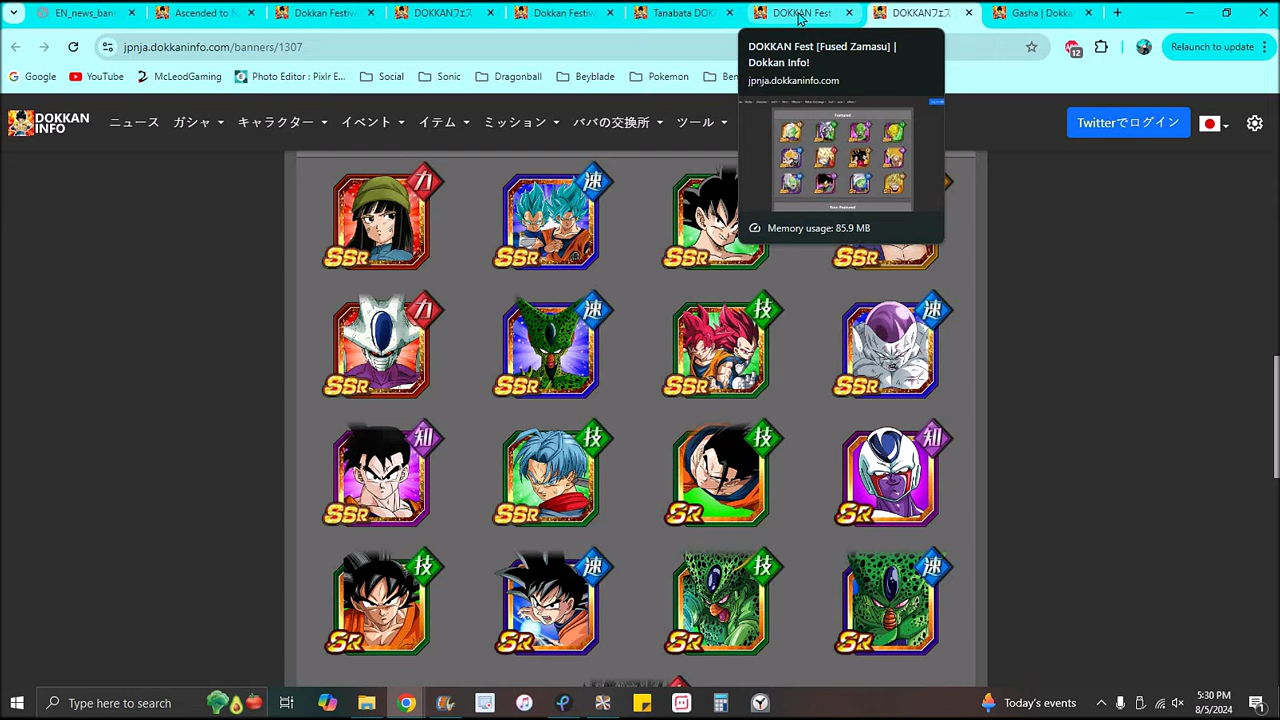 EN_news_bann
Ascended to
Dokkan Festiv
DOKKANフェス
Dokkan Festiv
Tanabata DO
DOKKAN Fest
DOKKANフェス
Gasha | Dokka
jpnja.dokkaninfo.com/banners/1307
12
Relaunch to update
Google
YouTube
McLeodGaming
Photo Editor : Pixlr E...
Social
Sonic
Dragonball
Beyblade
Pokemon
DOKKAN Fest [Fused Zamasu] |
Dokkan Info!
jpnja.dokkaninfo.com
Featured
Memory usage: 85.9 MB
DOKKAN
INFO
ニュース
ガシャ
キャラクター
イベント
アイテム
ミッション
ババの交換所
ツール
Twitterでログイン
力
速
SSR
SSR
SSR
SSR
力
速
技
速
SSR
SSR
SSR
SSR
知
技
技
知
SSR
SSR
SR
SR
技
速
技
速
SR
SR
SR
SR
Type here to search
Today's events
5:30 PM
8/5/2024
1